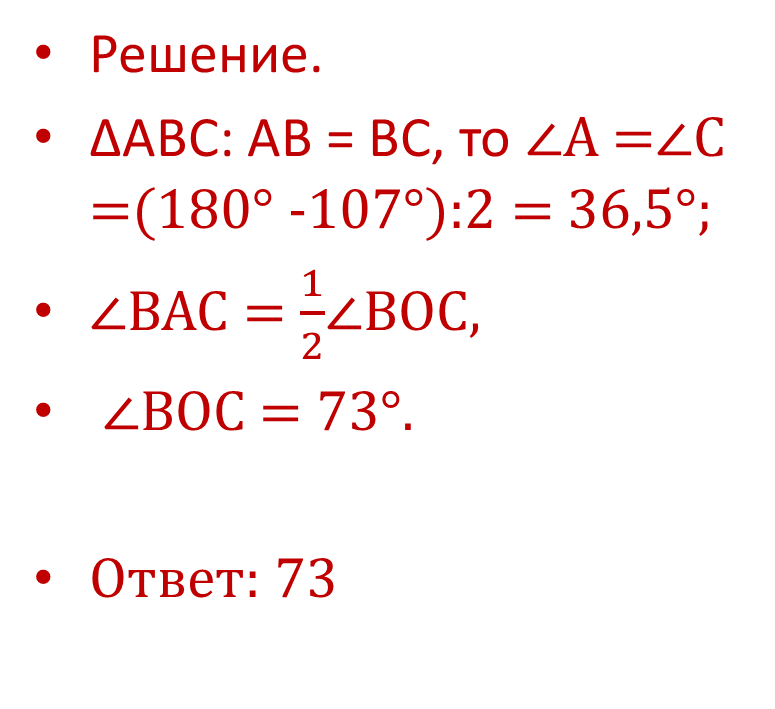 • Решение.
• ΔABC: AB = BC, то ∠A =∠C
=(180° -107°):2 = 36,5°;
• ∠BAC = 1/2∠BOC,
• ∠BOC = 73°.
• Ответ: 73